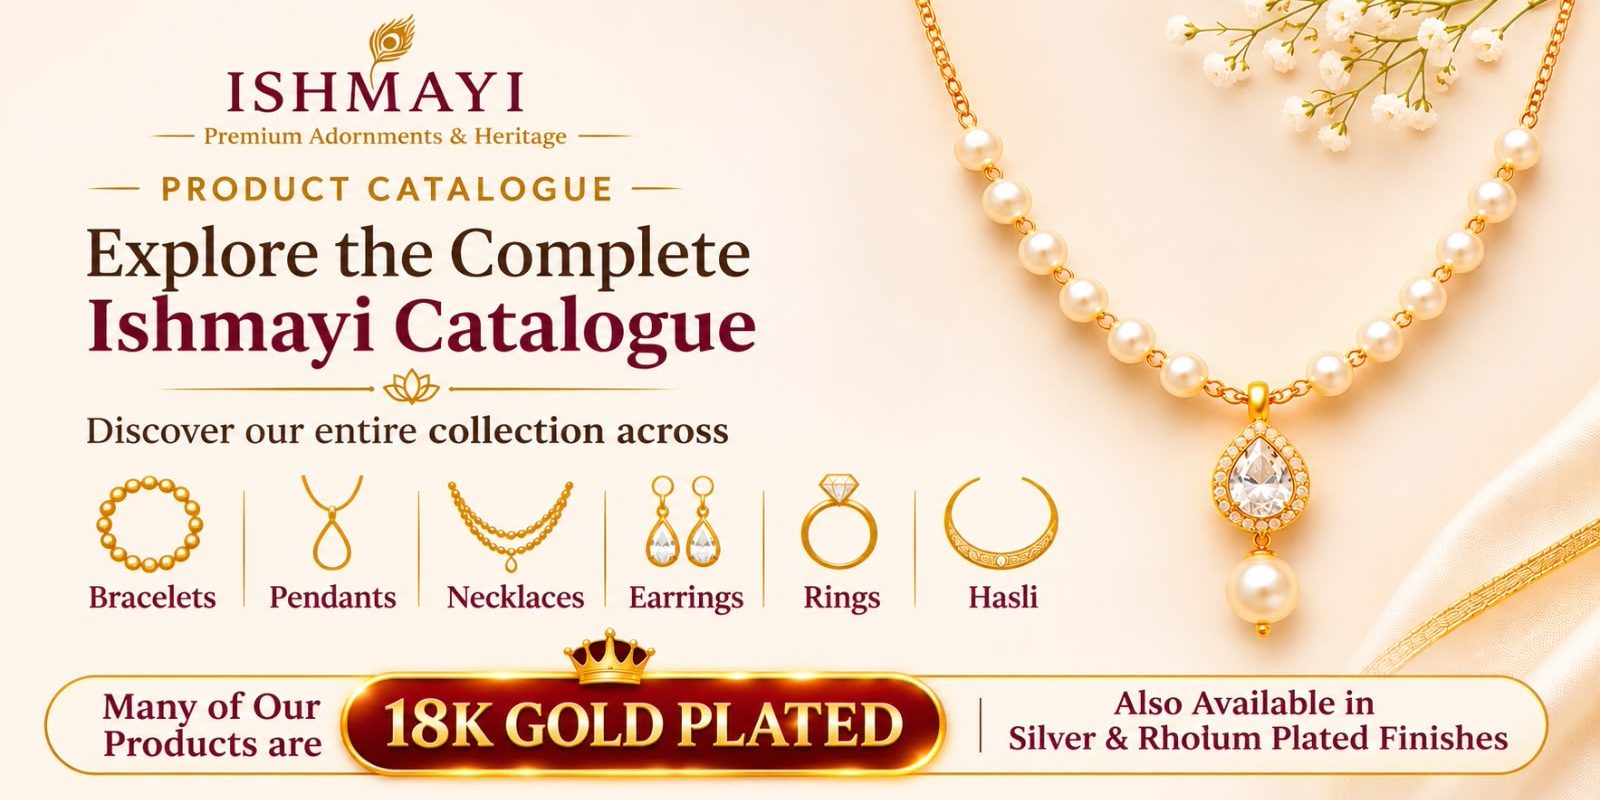 ISHMAYI
Premium Adornments & Heritage
PRODUCT CATALOGUE
Explore the Complete
Ishmayi Catalogue
Discover our entire collection across
Bracelets
Pendants
Necklaces
Earrings
Rings
Hasli
Many of Our
Products are
18K GOLD PLATED
Also Available in
Silver & Rholum Plated Finishes